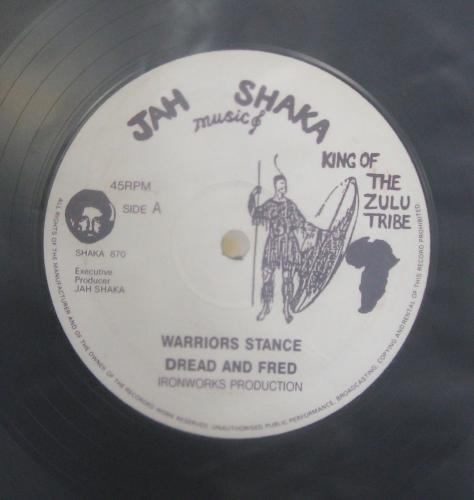 JAH SHAKA
music
KING OF
THE
ZULU
TRIBE
45RPM
SIDE A
SHAKA 870
Executive
Producer
JAH SHAKA
WARRIORS STANCE
DREAD AND FRED
IRONWORKS PRODUCTION
ALL RIGHTS OF THE MANUFACTURER AND OF THE OWNER OF THE RECORDED WORK RESERVED. UNAUTHORISED PUBLIC PERFORMANCE, BROADCASTING, COPYING AND RENTAL OF THIS RECORD PROHIBITED